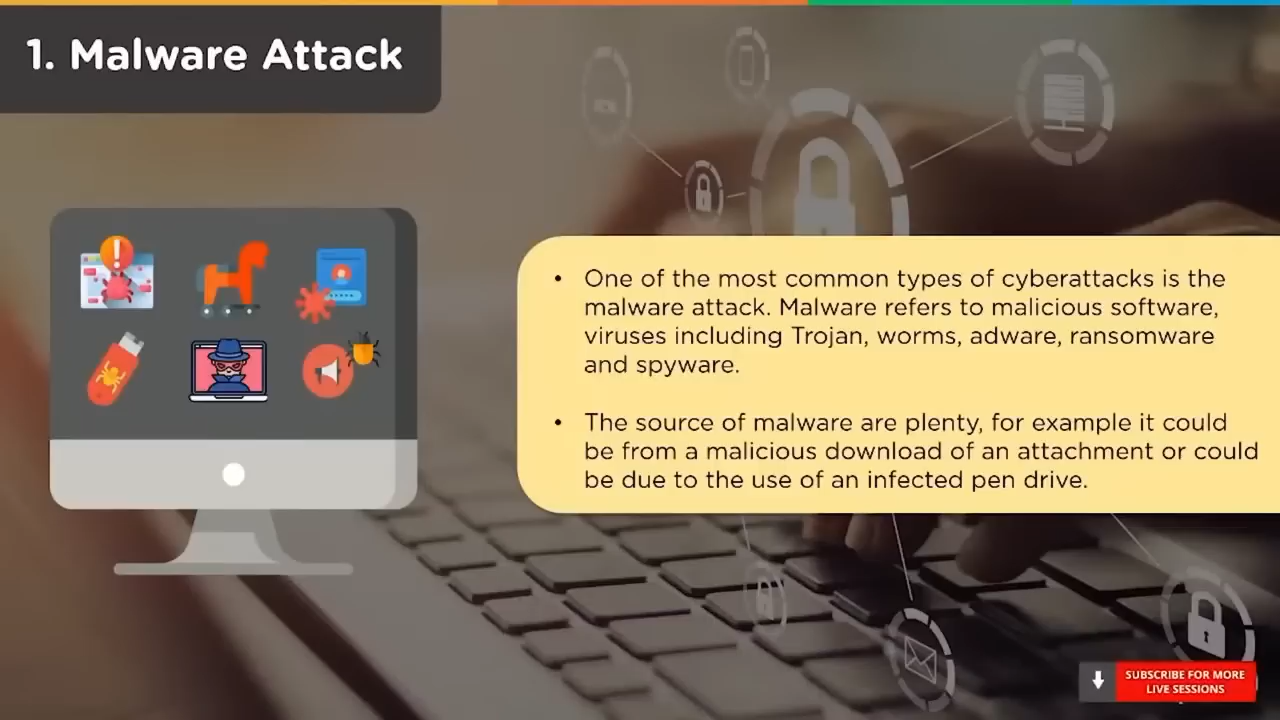 1. Malware Attack
• One of the most common types of cyberattacks is the
malware attack. Malware refers to malicious software,
viruses including Trojan, worms, adware, ransomware
and spyware.
• The source of malware are plenty, for example it could
be from a malicious download of an attachment or could
be due to the use of an infected pen drive.
SUBSCRIBE FOR MORE
LIVE SESSIONS